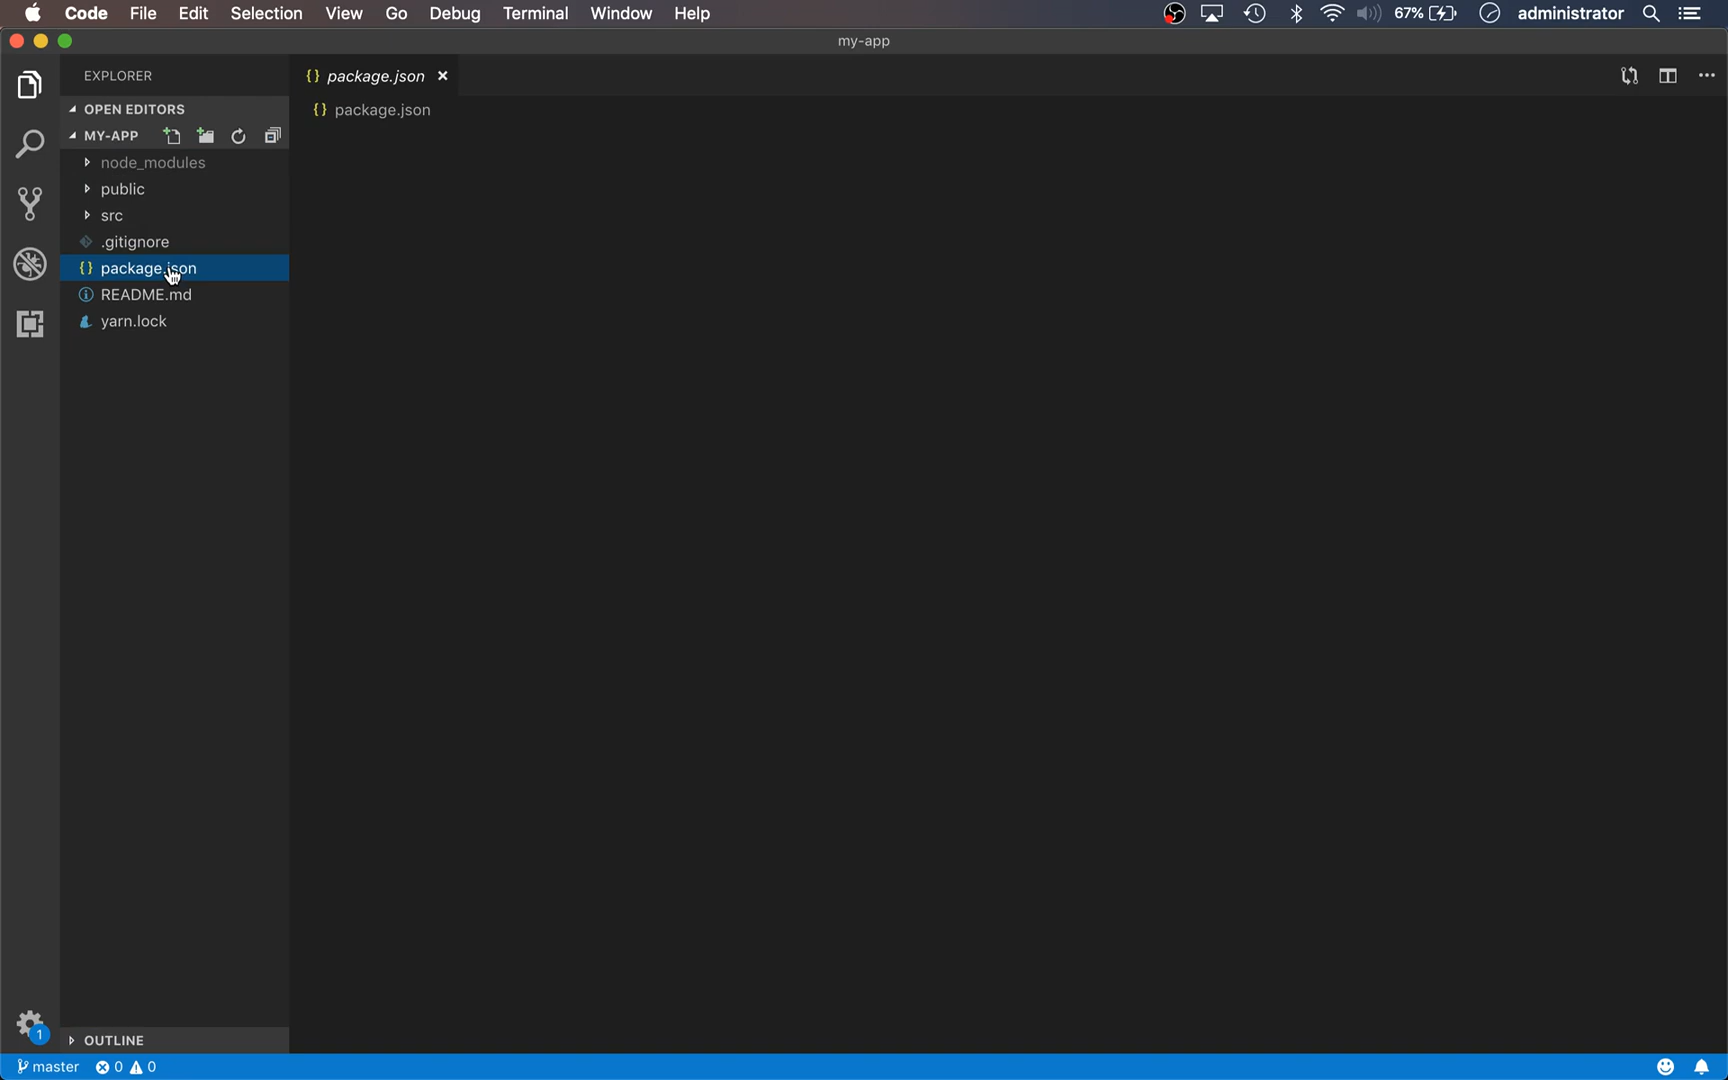 Code File Edit Selection View Go Debug Terminal Window Help 67% administrator
my-app
EXPLORER
{} package.json
OPEN EDITORS
{} package.json
MY-APP
node_modules
public
src
.gitignore
{} package.json
README.md
yarn.lock
1
OUTLINE
master 0 0